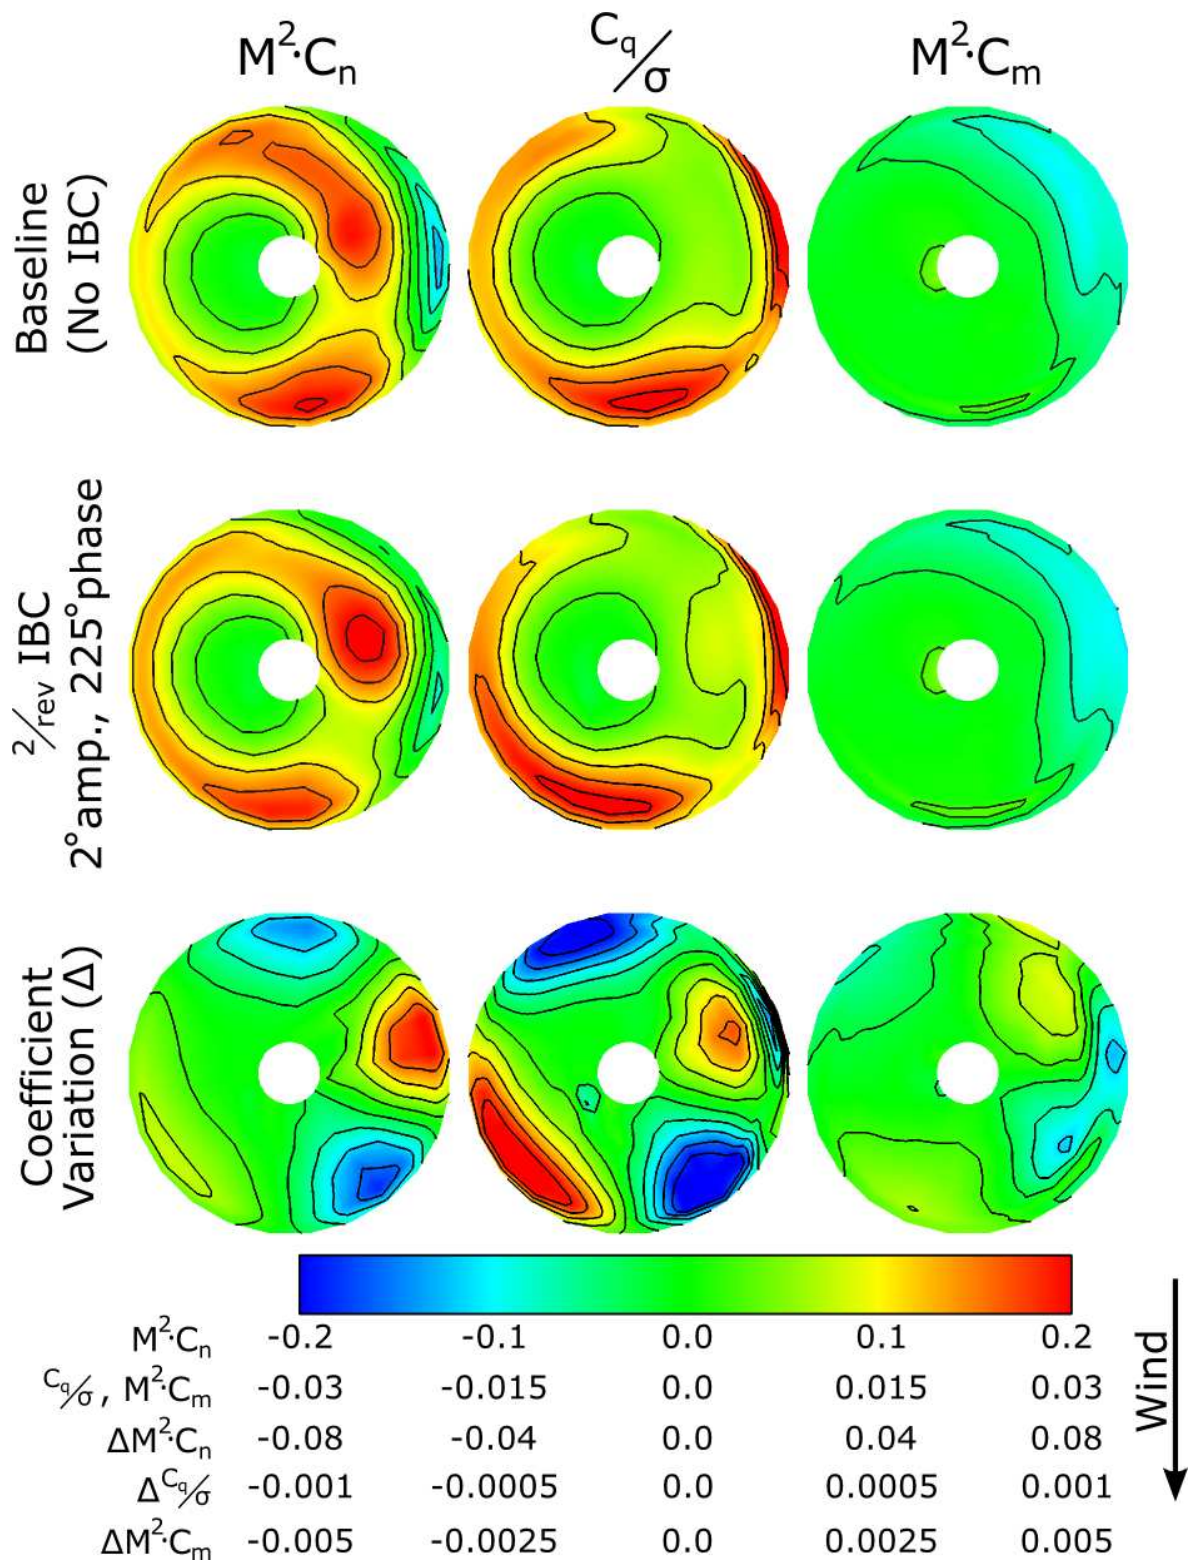 M²·Cₙ C_q/σ M²·Cₘ
Baseline
(No IBC)
2/rev IBC
2°amp., 225°phase
Coefficient
Variation (Δ)
M²·Cₙ -0.2 -0.1 0.0 0.1 0.2
C_q/σ, M²·Cₘ -0.03 -0.015 0.0 0.015 0.03
ΔM²·Cₙ -0.08 -0.04 0.0 0.04 0.08
ΔC_q/σ -0.001 -0.0005 0.0 0.0005 0.001
ΔM²·Cₘ -0.005 -0.0025 0.0 0.0025 0.005
Wind